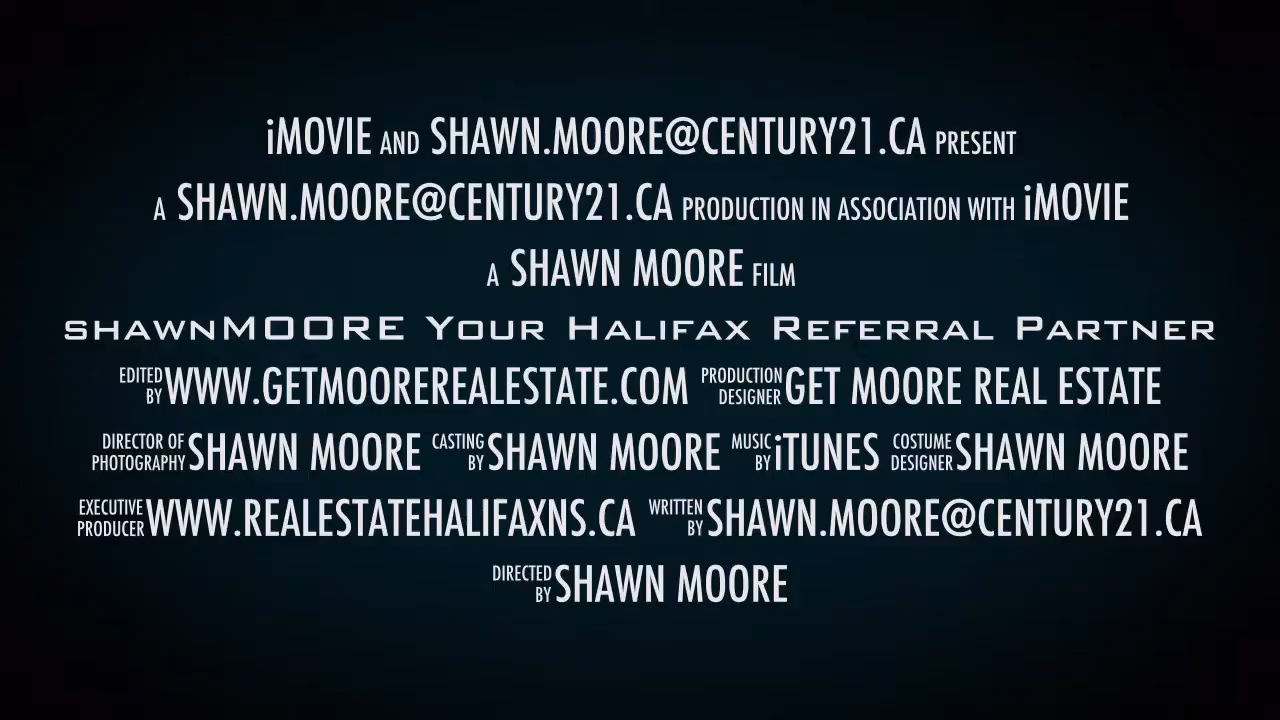 iMOVIE AND SHAWN.MOORE@CENTURY21.CA PRESENT
A SHAWN.MOORE@CENTURY21.CA PRODUCTION IN ASSOCIATION WITH iMOVIE
A SHAWN MOORE FILM
shawnMOORE Your Halifax Referral Partner
EDITED BY WWW.GETMOOREREALESTATE.COM PRODUCTION DESIGNER GET MOORE REAL ESTATE
DIRECTOR OF PHOTOGRAPHY SHAWN MOORE CASTING BY SHAWN MOORE MUSIC BY iTUNES COSTUME DESIGNER SHAWN MOORE
EXECUTIVE PRODUCER WWW.REALESTATEHALIFAXNS.CA WRITTEN BY SHAWN.MOORE@CENTURY21.CA
DIRECTED BY SHAWN MOORE